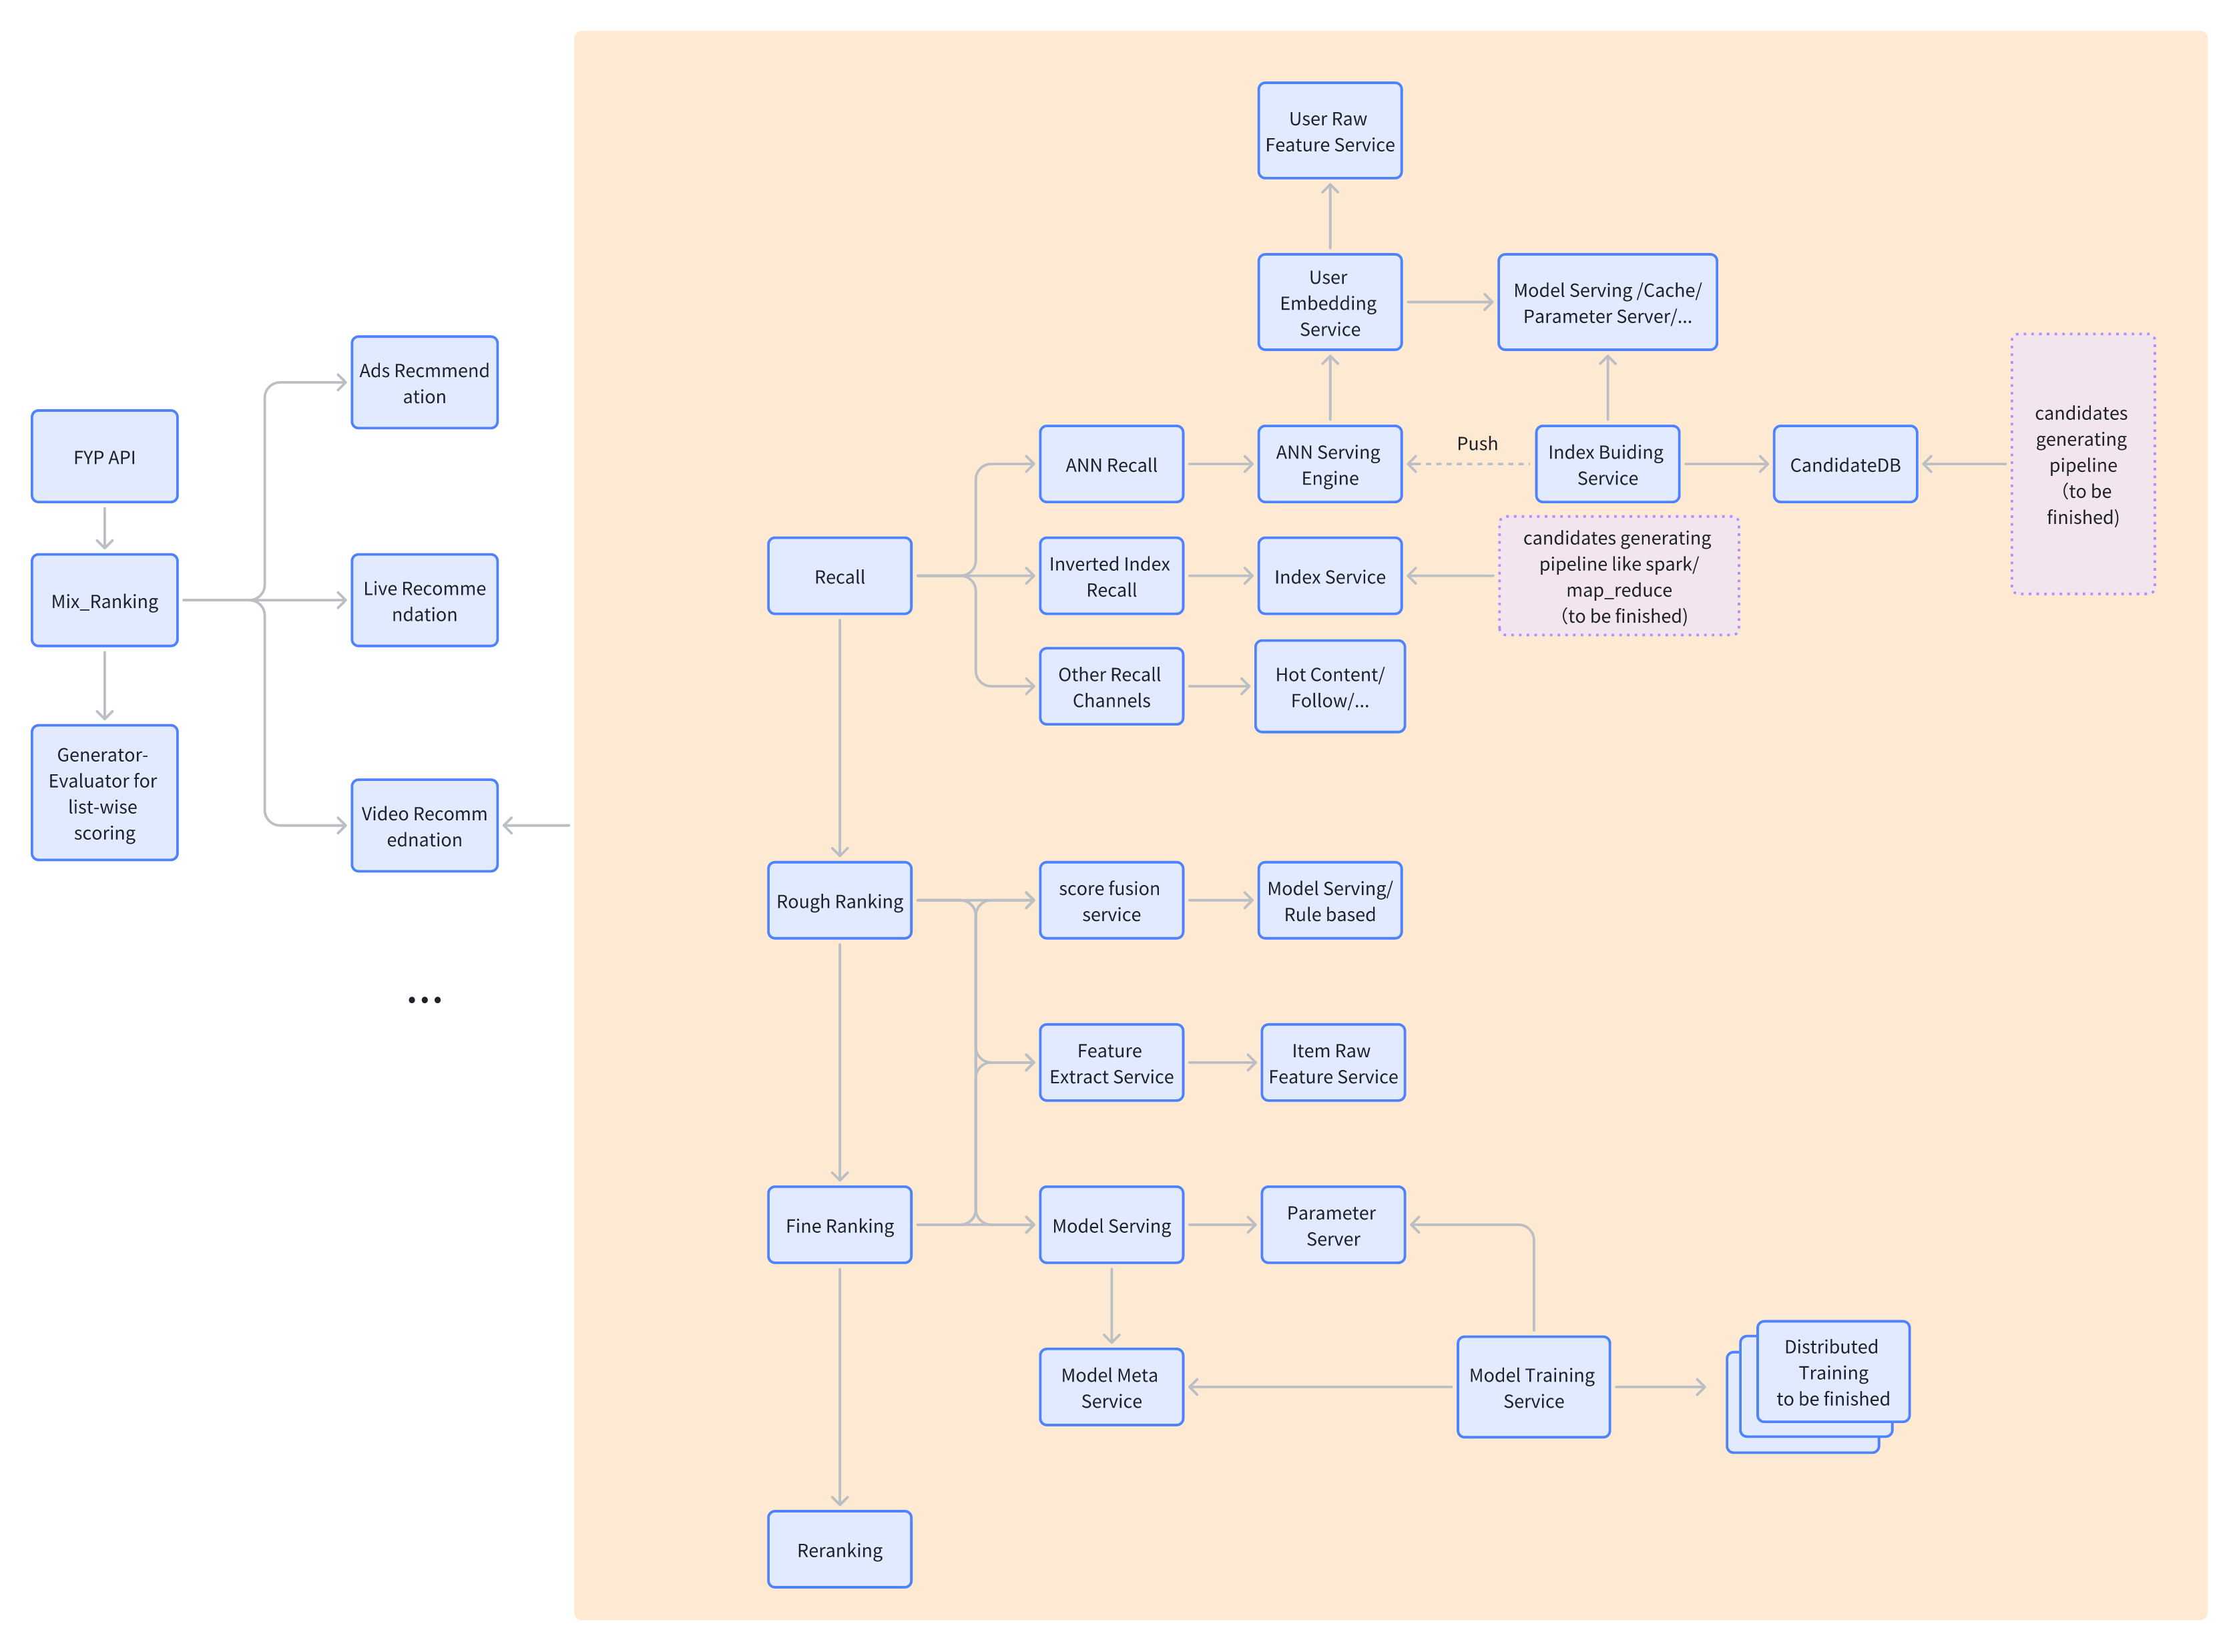 FYP API
Mix_Ranking
Generator-
Evaluator for
list-wise
scoring
Ads Recmmend
ation
Live Recomme
ndation
Video Recomm
ednation
...
User Raw
Feature Service
User
Embedding
Service
Model Serving /Cache/
Parameter Server/...
Recall
ANN Recall
ANN Serving
Engine
Push
Index Buiding
Service
CandidateDB
candidates
generating
pipeline
(to be
finished)
Inverted Index
Recall
Index Service
candidates generating
pipeline like spark/
map_reduce
(to be finished)
Other Recall
Channels
Hot Content/
Follow/...
Rough Ranking
score fusion
service
Model Serving/
Rule based
Feature
Extract Service
Item Raw
Feature Service
Fine Ranking
Model Serving
Parameter
Server
Model Meta
Service
Model Training
Service
Distributed
Training
to be finished
Reranking